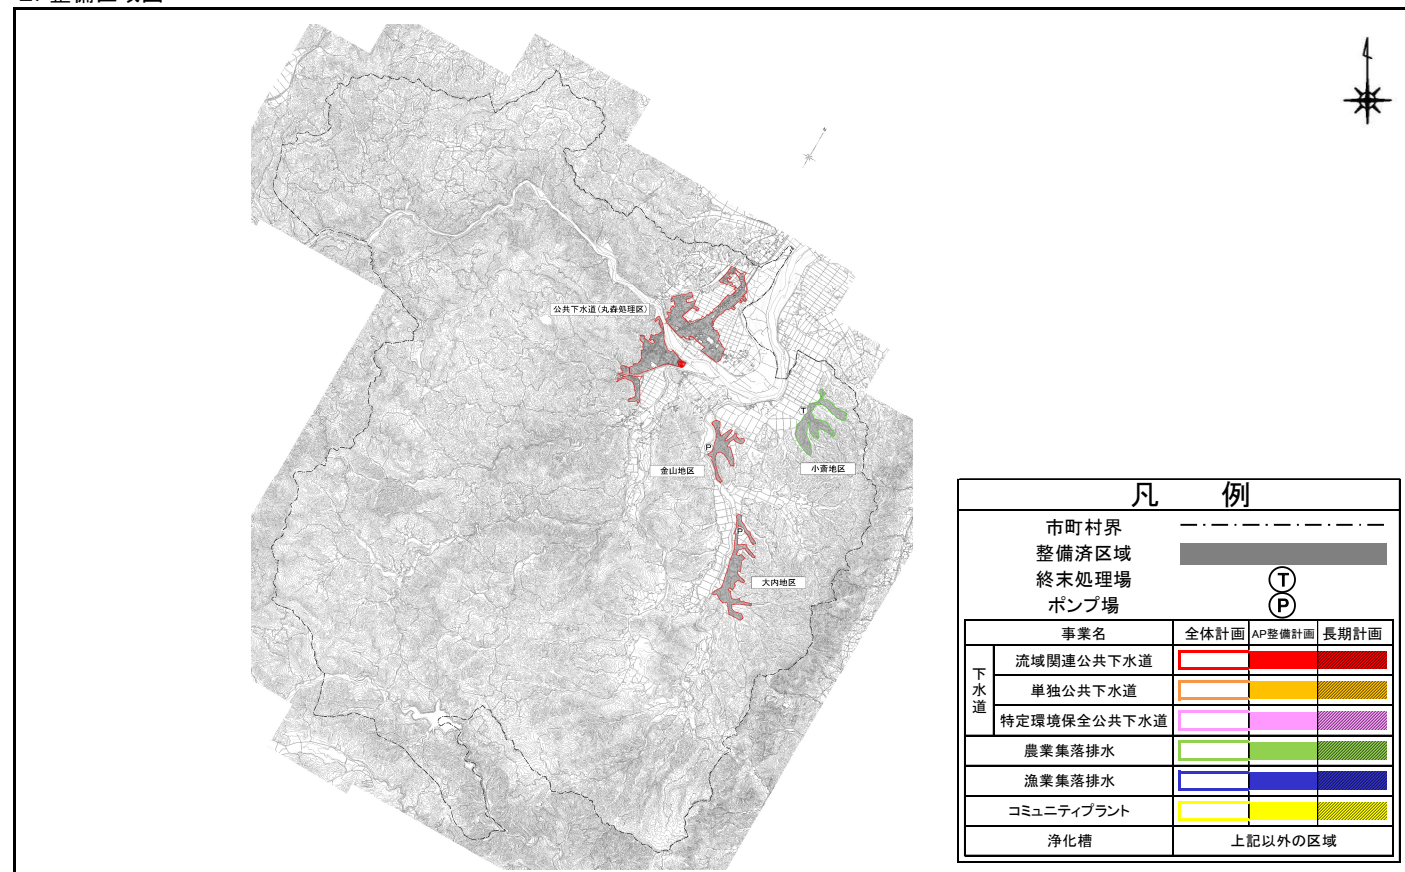 2. 整備区域図
公共下水道(丸森処理区)
T
P
金山地区
小斎地区
P
大内地区
凡 例
市町村界
整備済区域
終末処理場 T
ポンプ場 P
事業名 全体計画 AP整備計画 長期計画
下水道
流域関連公共下水道
単独公共下水道
特定環境保全公共下水道
農業集落排水
漁業集落排水
コミュニティプラント
浄化槽 上記以外の区域